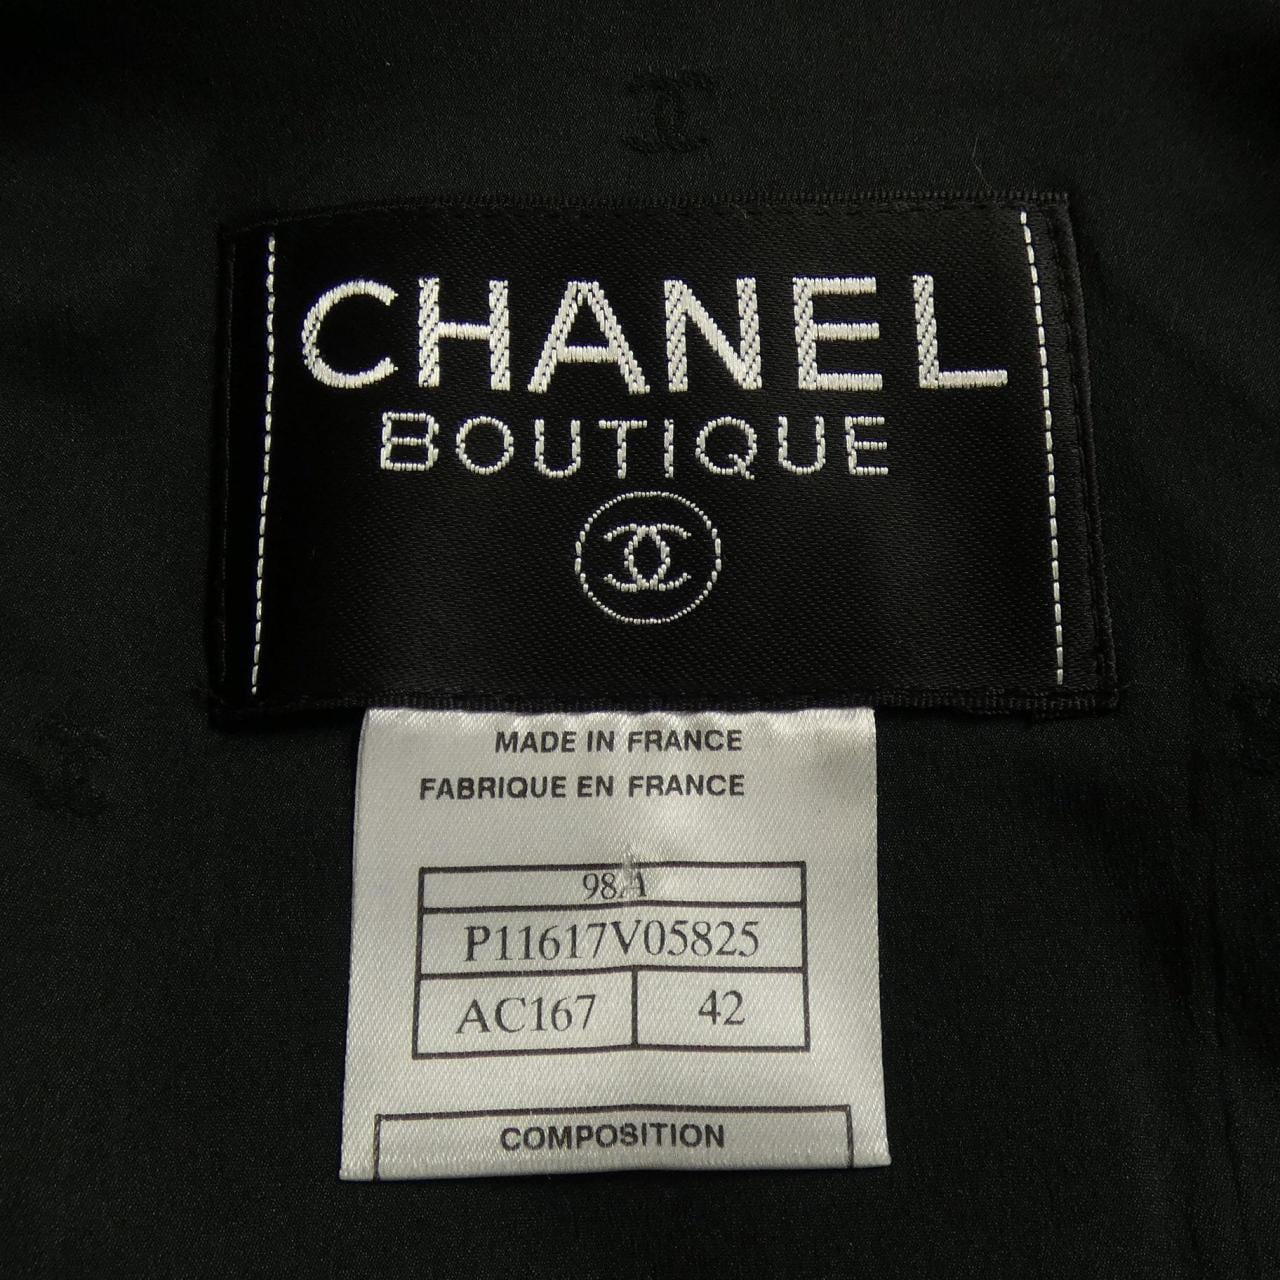 CHANEL
BOUTIQUE
MADE IN FRANCE
FABRIQUE EN FRANCE
98A
P11617V05825
AC167 42
COMPOSITION